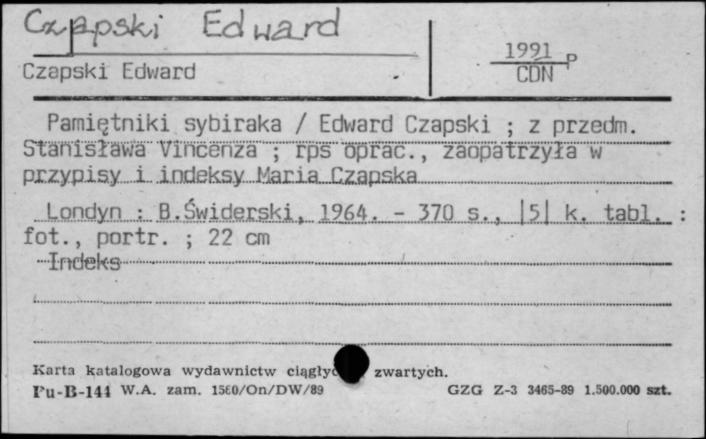 Czapski Edward
1991 P
Czapski Edward
CDN
Pamiętniki sybiraka / Edward Czapski ; z przedm.
Stanisława Vincenza ; rps oprac., zaopatrzyła w
przypisy i indeksy Maria Czapska
Londyn : B.Świderski, 1964. - 370 s., |5| k. tabl. :
fot., portr. ; 22 cm
Indeks
Karta katalogowa wydawnictw zwartych.
Pu-B-144 W.A. zam. 1560/On/DW/89 GZG Z-3 3465-89 1.500.000 szt.